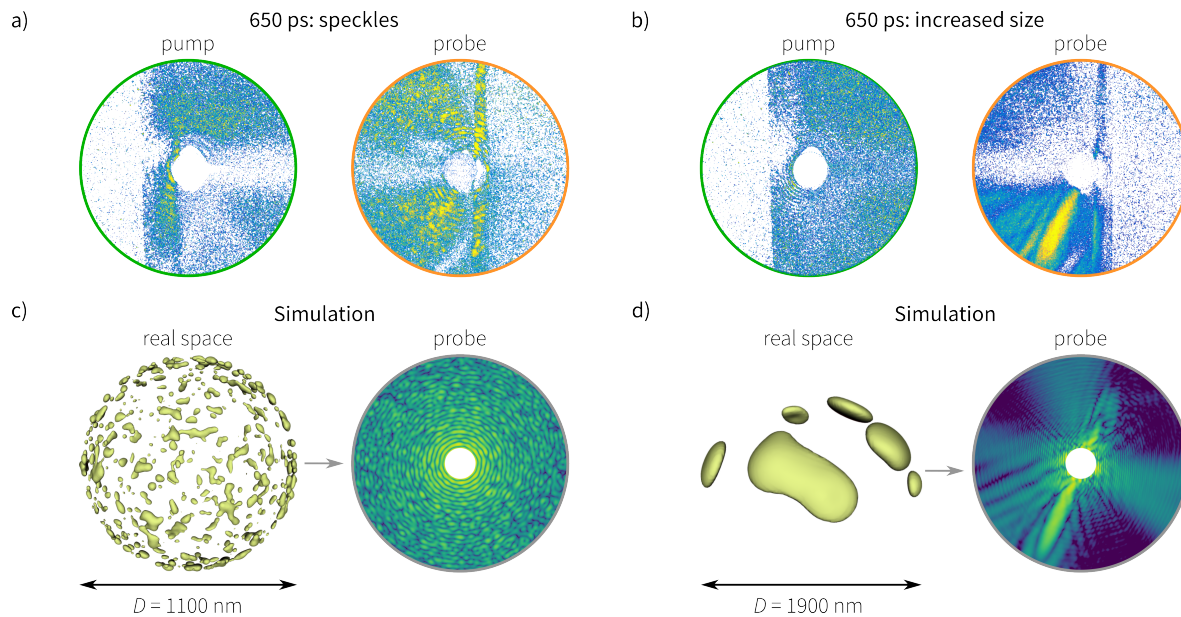 a) 650 ps: speckles
pump probe
b) 650 ps: increased size
pump probe
c) Simulation
real space probe
D = 1100 nm
d) Simulation
real space probe
D = 1900 nm